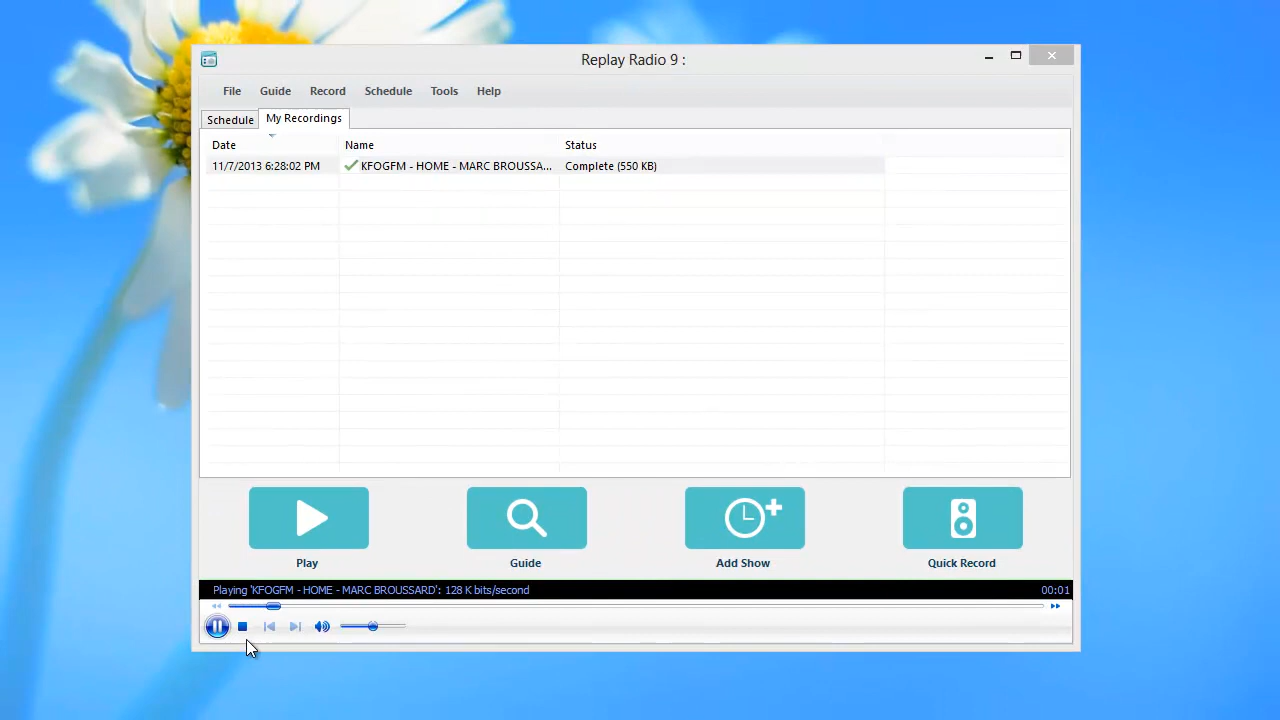 Replay Radio 9 :
File Guide Record Schedule Tools Help
Schedule My Recordings
Date Name Status
11/7/2013 6:28:02 PM KFOGFM - HOME - MARC BROUSSA... Complete (550 KB)
Play Guide Add Show Quick Record
Playing 'KFOGFM - HOME - MARC BROUSSARD': 128 K bits/second 00:01